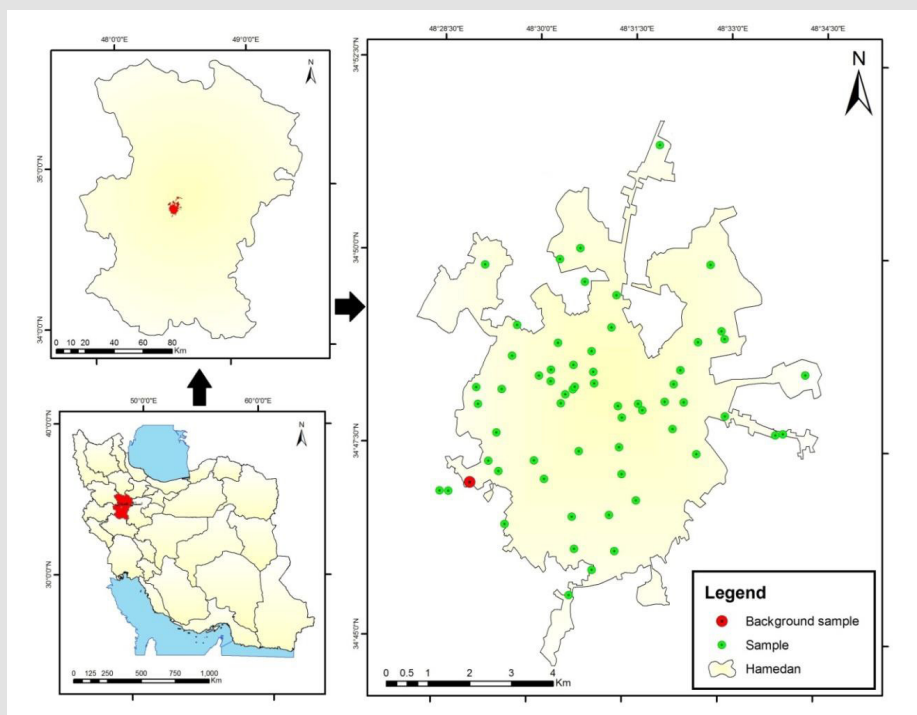 48°0'0"E 49°0'0"E
N
35°0'0"N
34°0'0"N
0 10 20 40 60 80
Km
50°0'0"E 60°0'0"E
40°0'0"N
N
30°0'0"N
0 125 250 500 750 1,000
Km
48°28'30"E 48°30'0"E 48°31'30"E 48°33'0"E 48°34'30"E
34°52'30"N
N
34°50'0"N
34°47'30"N
34°45'0"N
Legend
Background sample
Sample
Hamedan
0 0.5 1 2 3 4
Km